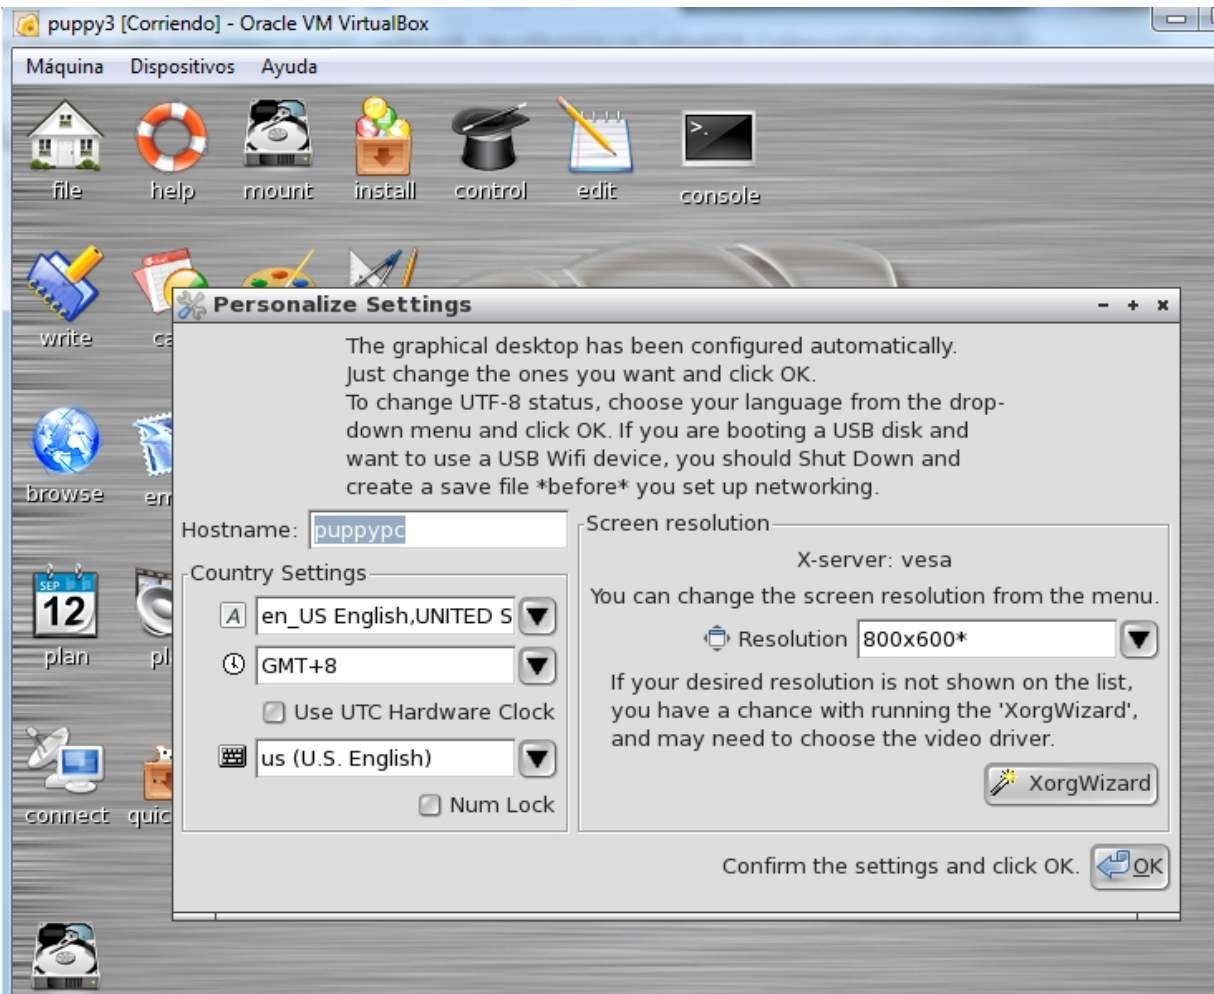 puppy3 [Corriendo] - Oracle VM VirtualBox
Máquina Dispositivos Ayuda
file help mount install control edit console
write
Personalize Settings
The graphical desktop has been configured automatically.
Just change the ones you want and click OK.
To change UTF-8 status, choose your language from the drop-
down menu and click OK. If you are booting a USB disk and
want to use a USB Wifi device, you should Shut Down and
create a save file *before* you set up networking.
browse
Hostname: puppypc
Country Settings
en_US English,UNITED S
GMT+8
Use UTC Hardware Clock
us (U.S. English)
Num Lock
Screen resolution
X-server: vesa
You can change the screen resolution from the menu.
Resolution 800x600*
If your desired resolution is not shown on the list,
you have a chance with running the 'XorgWizard',
and may need to choose the video driver.
XorgWizard
Confirm the settings and click OK. OK
SEP
12
plan
connect quic